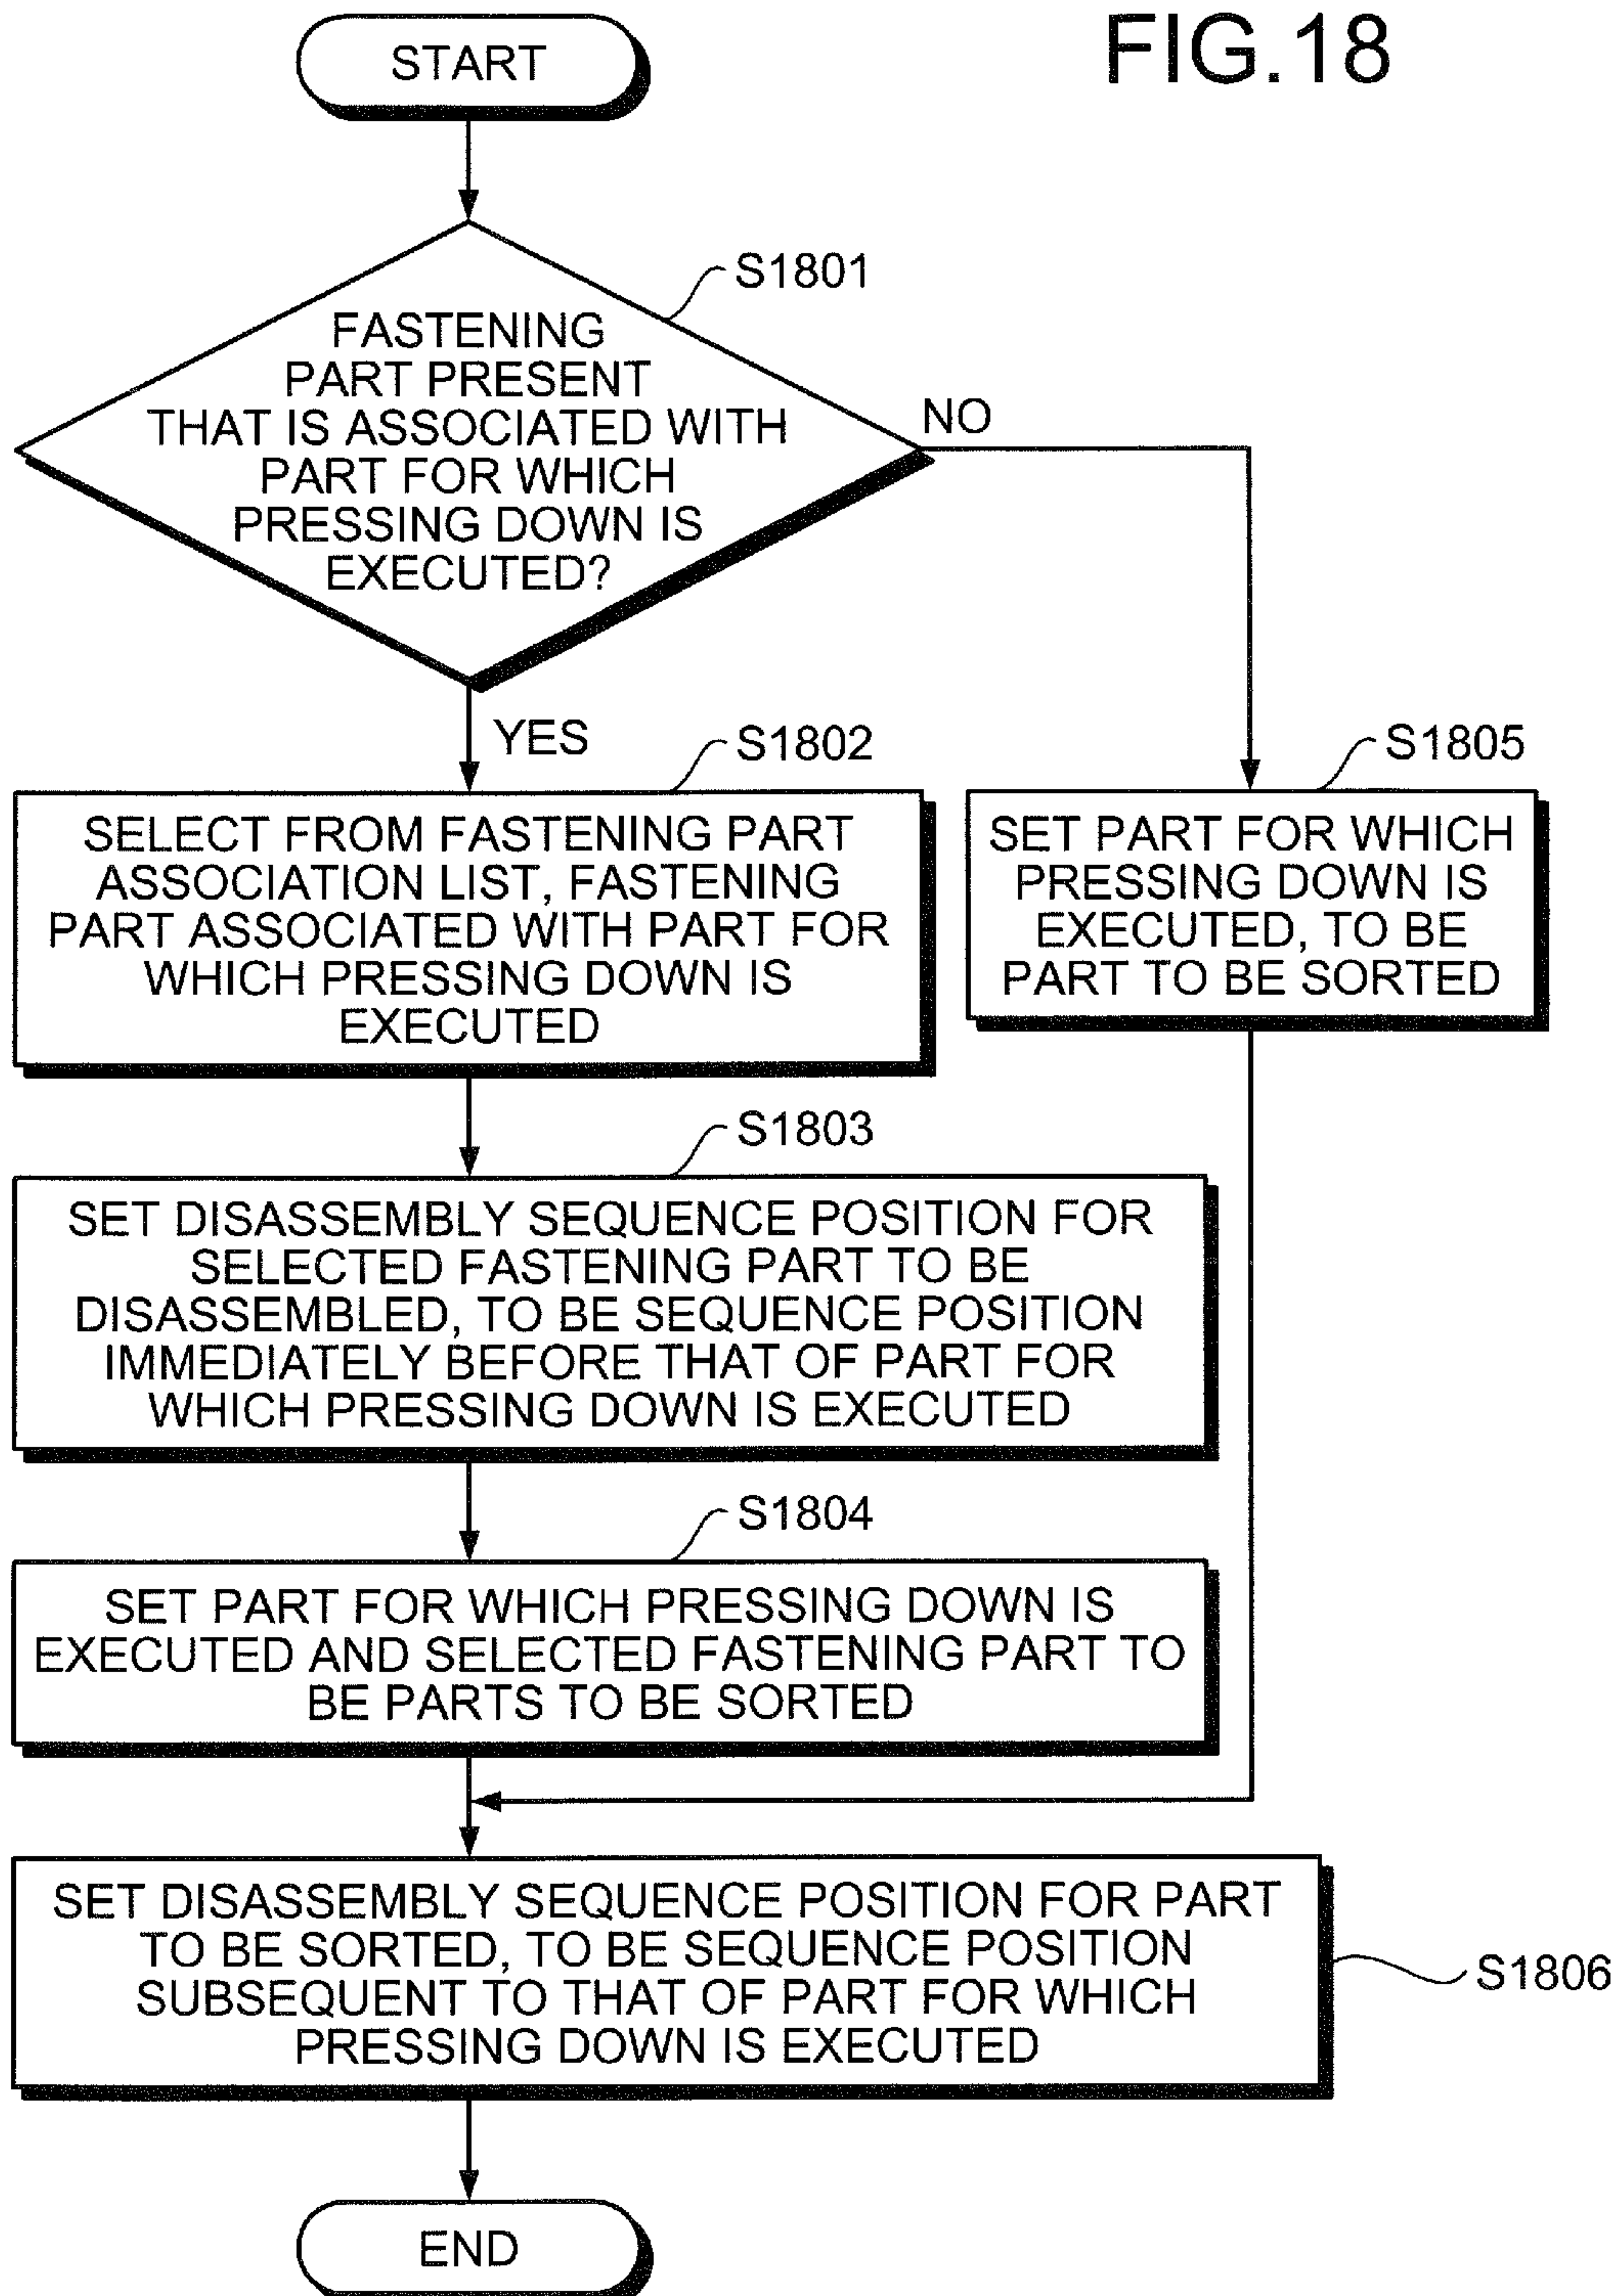 FIG.18
START
S1801
FASTENING
PART PRESENT
THAT IS ASSOCIATED WITH
PART FOR WHICH
PRESSING DOWN IS
EXECUTED?
NO
YES
S1802
SELECT FROM FASTENING PART
ASSOCIATION LIST, FASTENING
PART ASSOCIATED WITH PART FOR
WHICH PRESSING DOWN IS
EXECUTED
S1805
SET PART FOR WHICH
PRESSING DOWN IS
EXECUTED, TO BE
PART TO BE SORTED
S1803
SET DISASSEMBLY SEQUENCE POSITION FOR
SELECTED FASTENING PART TO BE
DISASSEMBLED, TO BE SEQUENCE POSITION
IMMEDIATELY BEFORE THAT OF PART FOR
WHICH PRESSING DOWN IS EXECUTED
S1804
SET PART FOR WHICH PRESSING DOWN IS
EXECUTED AND SELECTED FASTENING PART TO
BE PARTS TO BE SORTED
SET DISASSEMBLY SEQUENCE POSITION FOR PART
TO BE SORTED, TO BE SEQUENCE POSITION
SUBSEQUENT TO THAT OF PART FOR WHICH
PRESSING DOWN IS EXECUTED
S1806
END